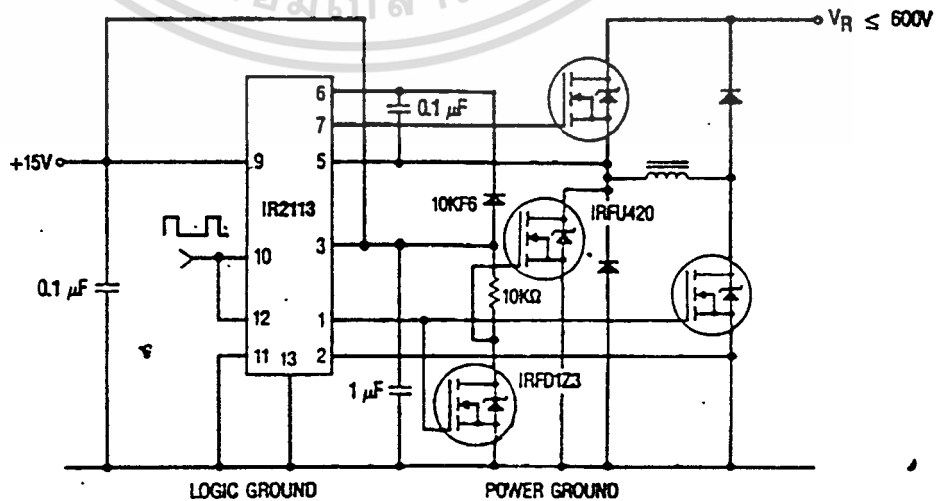 V_R ≤ 600V
6
0.1 µF
7
+15V
9
5
IR2113
10KF6
IRFU420
10
3
0.1 µF
10KΩ
12
1
11
13
2
1 µF
IRFD1Z3
LOGIC GROUND
POWER GROUND